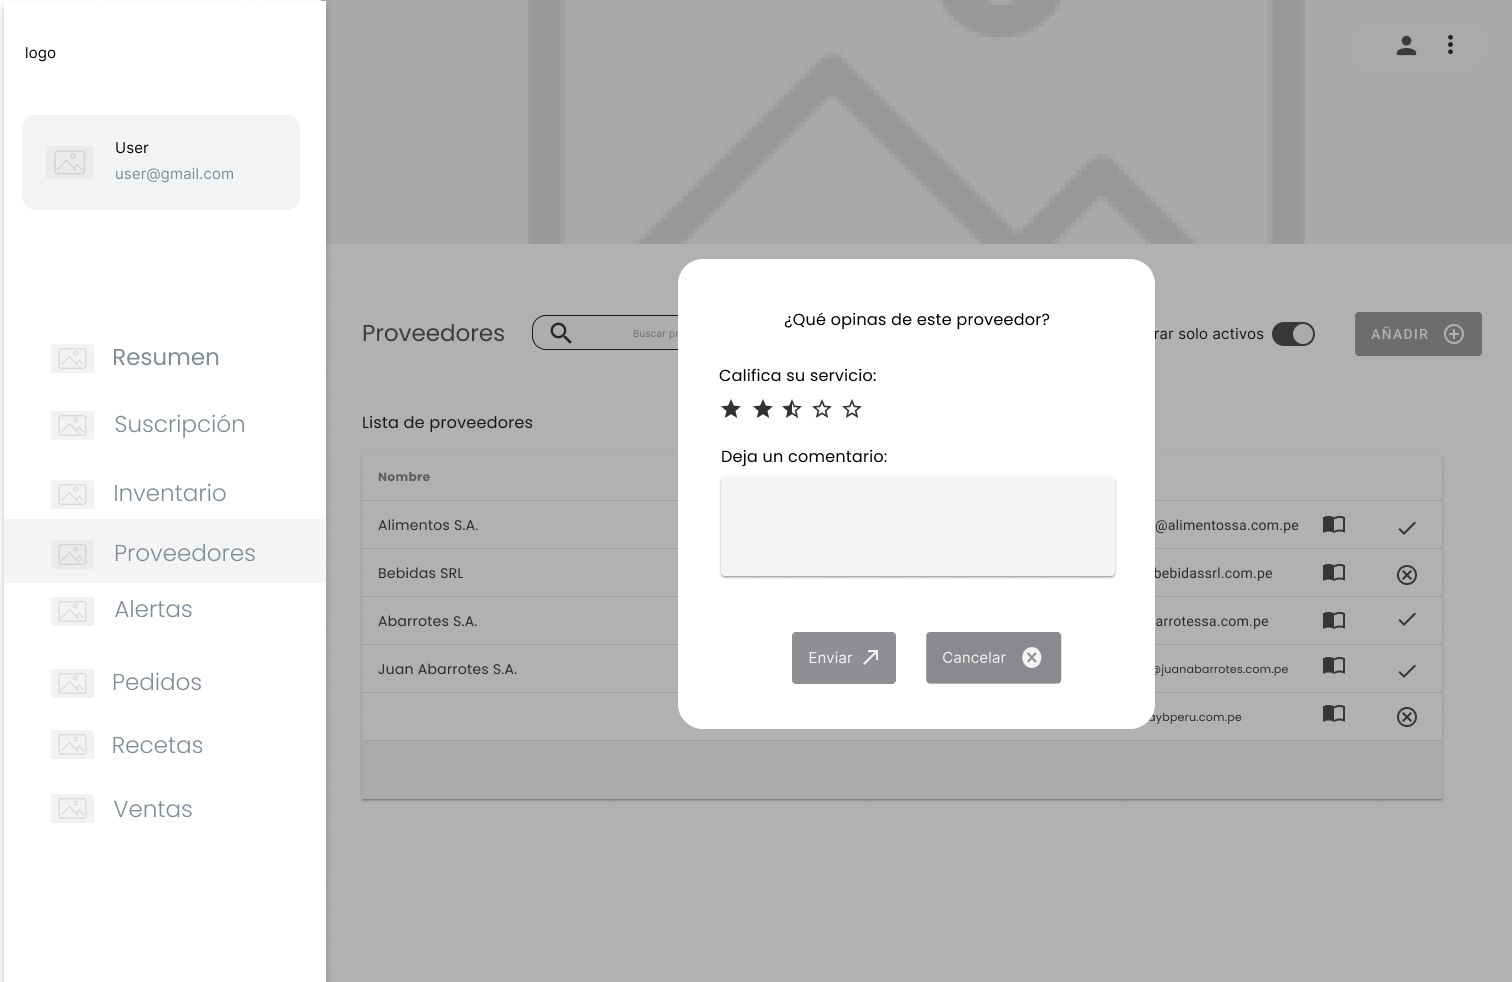 logo
User
user@gmail.com
Resumen
Suscripción
Inventario
Proveedores
Alertas
Pedidos
Recetas
Ventas
Proveedores
Buscar
solo activos
AÑADIR
Lista de proveedores
Nombre
Alimentos S.A.
@alimentossa.com.pe
Bebidas SRL
bebidassrl.com.pe
Abarrotes S.A.
arrotessa.com.pe
Juan Abarrotes S.A.
@juanabarrotes.com.pe
aybperu.com.pe
¿Qué opinas de este proveedor?
Califica su servicio:
Deja un comentario:
Enviar
Cancelar